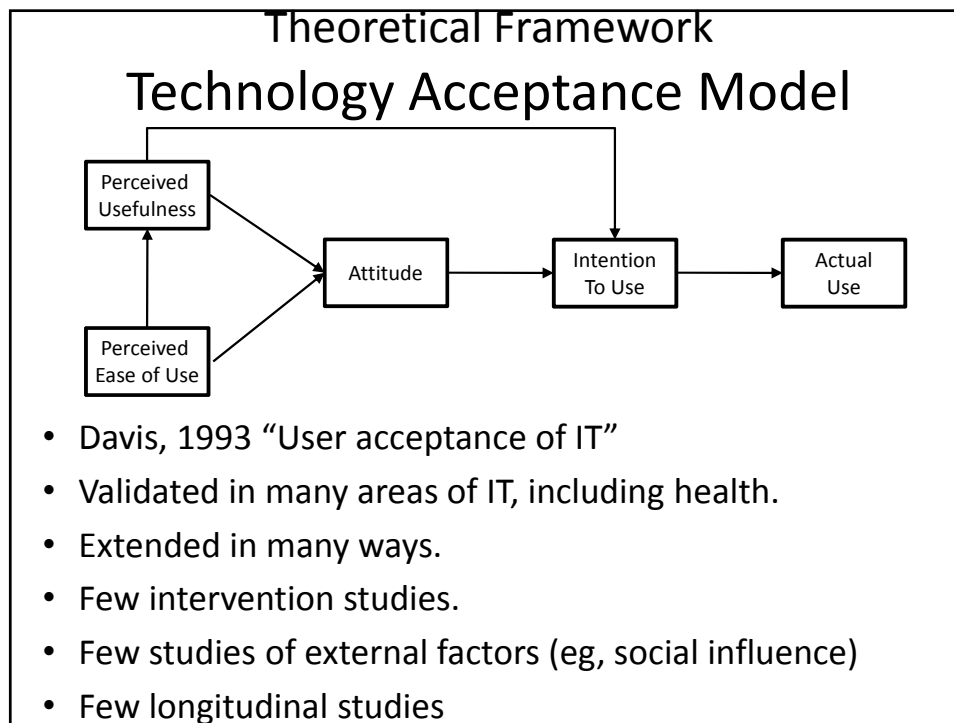 Theoretical Framework
Technology Acceptance Model
Perceived
Usefulness
Attitude
Intention
To Use
Actual
Use
Perceived
Ease of Use
• Davis, 1993 “User acceptance of IT”
• Validated in many areas of IT, including health.
• Extended in many ways.
• Few intervention studies.
• Few studies of external factors (eg, social influence)
• Few longitudinal studies